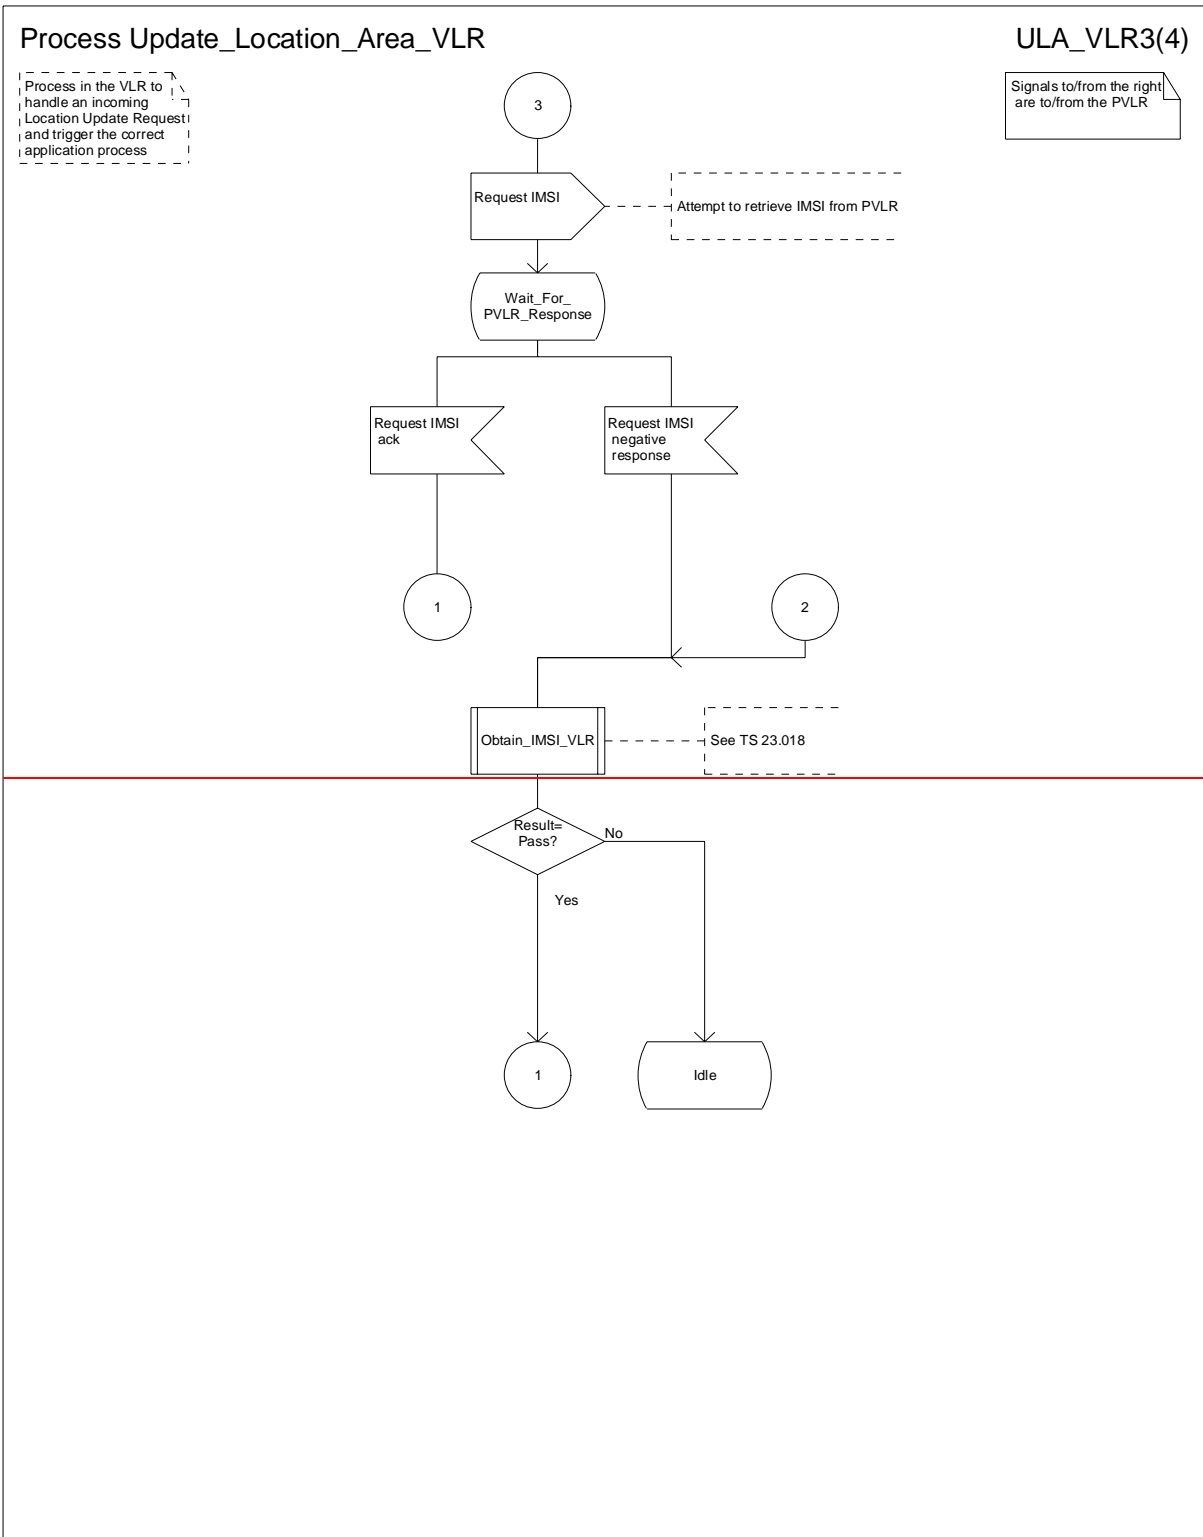 Process Update_Location_Area_VLR
ULA_VLR3(4)
Process in the VLR to
handle an incoming
Location Update Request
and trigger the correct
application process
Signals to/from the right
are to/from the PVLR
3
Request IMSI
Attempt to retrieve IMSI from PVLR
Wait_For_
PVLR_Response
Request IMSI
ack
Request IMSI
negative
response
1
2
Obtain_IMSI_VLR
See TS 23.018
Result=
Pass?
No
Yes
1
Idle